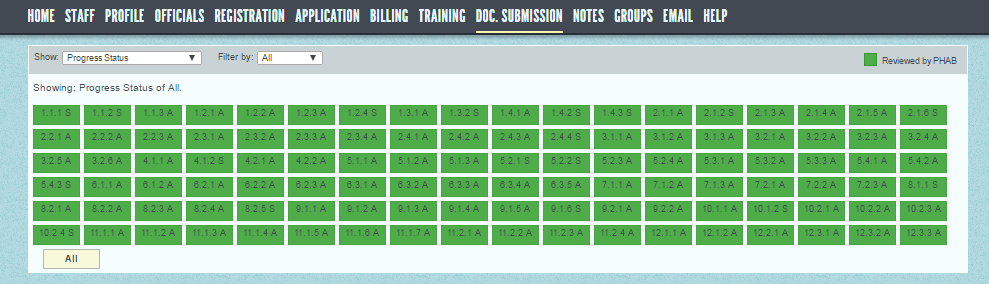 HOME STAFF PROFILE OFFICIALS REGISTRATION APPLICATION BILLING TRAINING DOC. SUBMISSION NOTES GROUPS EMAIL HELP
Show: Progress Status ▼ Filter by: All ▼ Reviewed by PHAB
Showing: Progress Status of All.
1.1.1 S 1.1.2 S 1.1.3 A 1.2.1 A 1.2.2 A 1.2.3 A 1.2.4 S 1.3.1 A 1.3.2 S 1.4.1 A 1.4.2 S 1.4.3 S 2.1.1 A 2.1.2 S 2.1.3 A 2.1.4 A 2.1.5 A 2.1.6 S
2.2.1 A 2.2.2 A 2.2.3 A 2.3.1 A 2.3.2 A 2.3.3 A 2.3.4 A 2.4.1 A 2.4.2 A 2.4.3 A 2.4.4 S 3.1.1 A 3.1.2 A 3.1.3 A 3.2.1 A 3.2.2 A 3.2.3 A 3.2.4 A
3.2.5 A 3.2.6 A 4.1.1 A 4.1.2 S 4.2.1 A 4.2.2 A 5.1.1 A 5.1.2 A 5.1.3 A 5.2.1 S 5.2.2 S 5.2.3 A 5.2.4 A 5.3.1 A 5.3.2 A 5.3.3 A 5.4.1 A 5.4.2 A
5.4.3 S 6.1.1 A 6.1.2 A 6.2.1 A 6.2.2 A 6.2.3 A 6.3.1 A 6.3.2 A 6.3.3 A 6.3.4 A 6.3.5 A 7.1.1 A 7.1.2 A 7.1.3 A 7.2.1 A 7.2.2 A 7.2.3 A 8.1.1 S
8.2.1 A 8.2.2 A 8.2.3 A 8.2.4 A 8.2.5 S 9.1.1 A 9.1.2 A 9.1.3 A 9.1.4 A 9.1.5 A 9.1.6 S 9.2.1 A 9.2.2 A 10.1.1 A 10.1.2 S 10.2.1 A 10.2.2 A 10.2.3 A
10.2.4 S 11.1.1 A 11.1.2 A 11.1.3 A 11.1.4 A 11.1.5 A 11.1.6 A 11.1.7 A 11.2.1 A 11.2.2 A 11.2.3 A 11.2.4 A 12.1.1 A 12.1.2 A 12.2.1 A 12.3.1 A 12.3.2 A 12.3.3 A
All